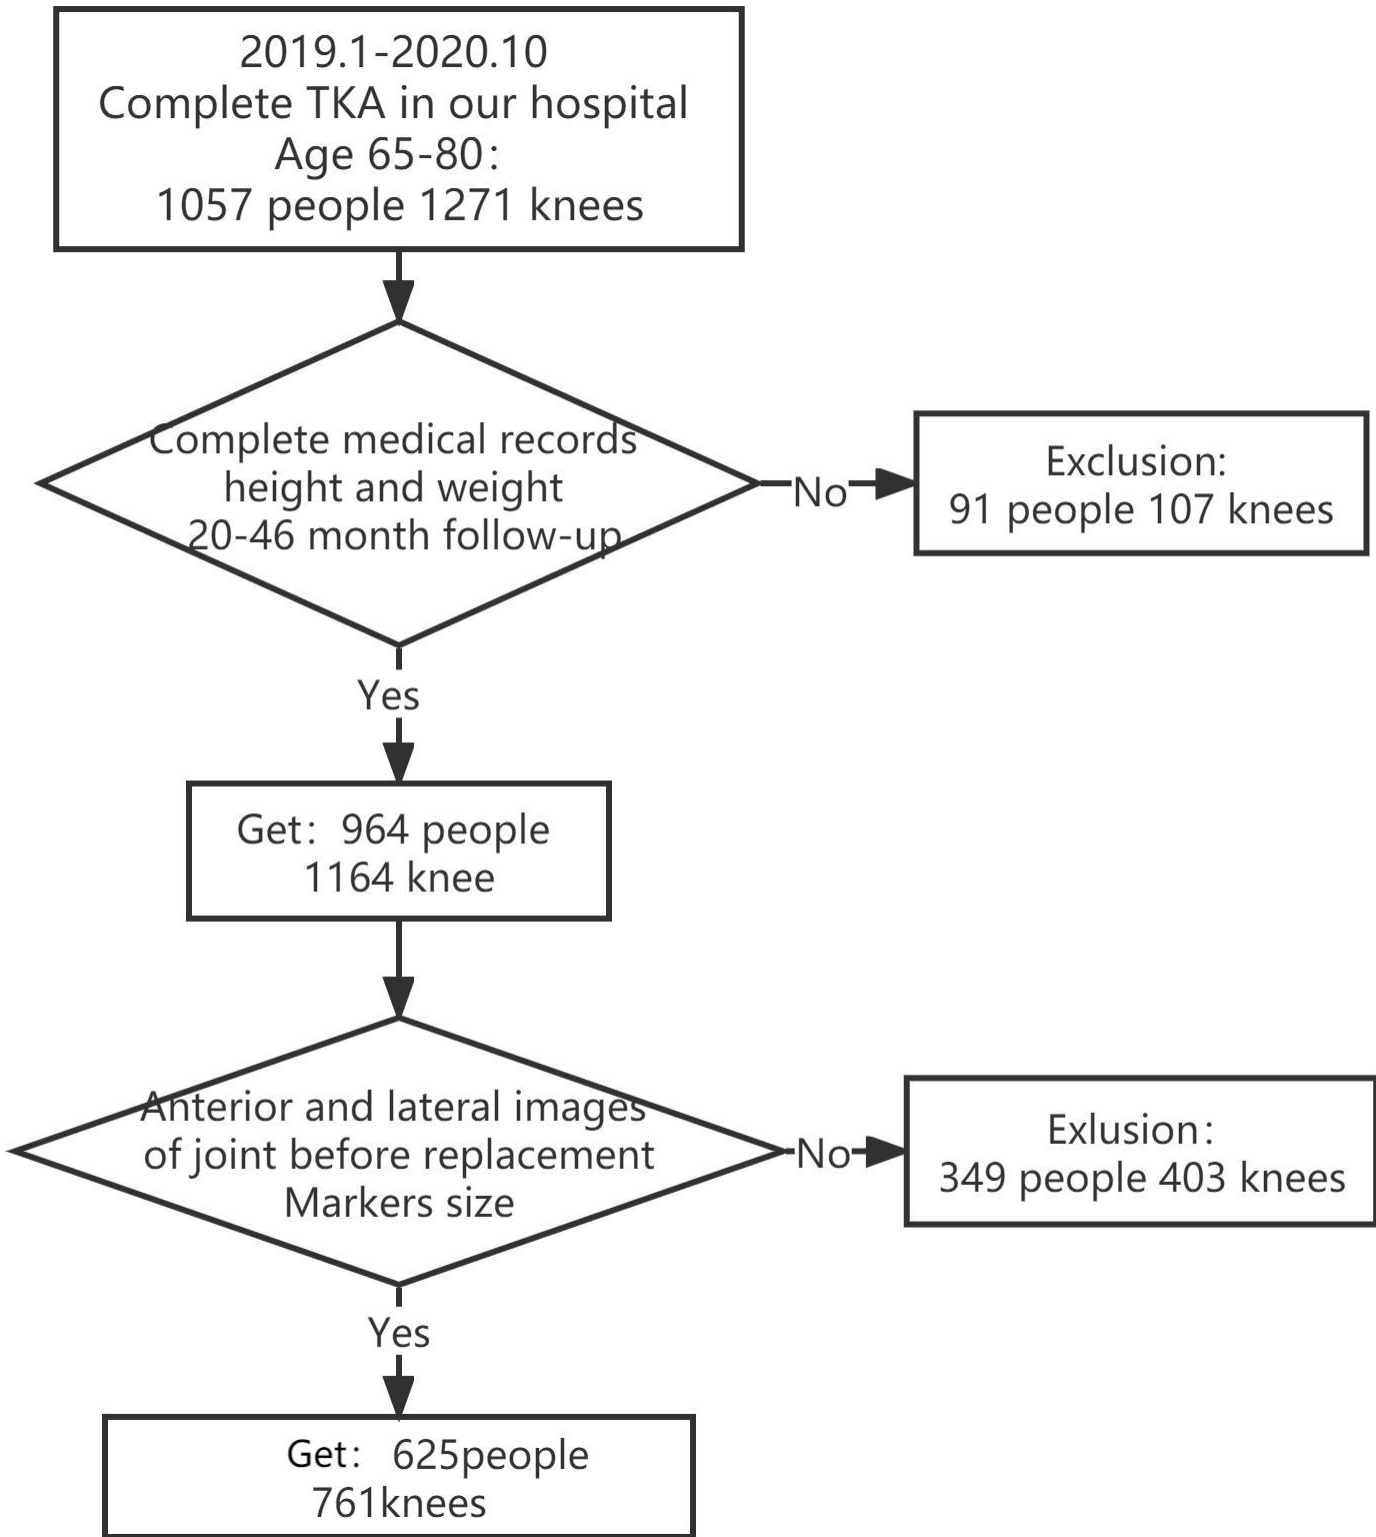 2019.1-2020.10
Complete TKA in our hospital
Age 65-80：
1057 people 1271 knees
Complete medical records
height and weight
20-46 month follow-up
No
Exclusion:
91 people 107 knees
Yes
Get：964 people
1164 knee
Anterior and lateral images
of joint before replacement
Markers size
No
Exlusion：
349 people 403 knees
Yes
Get： 625people
761knees